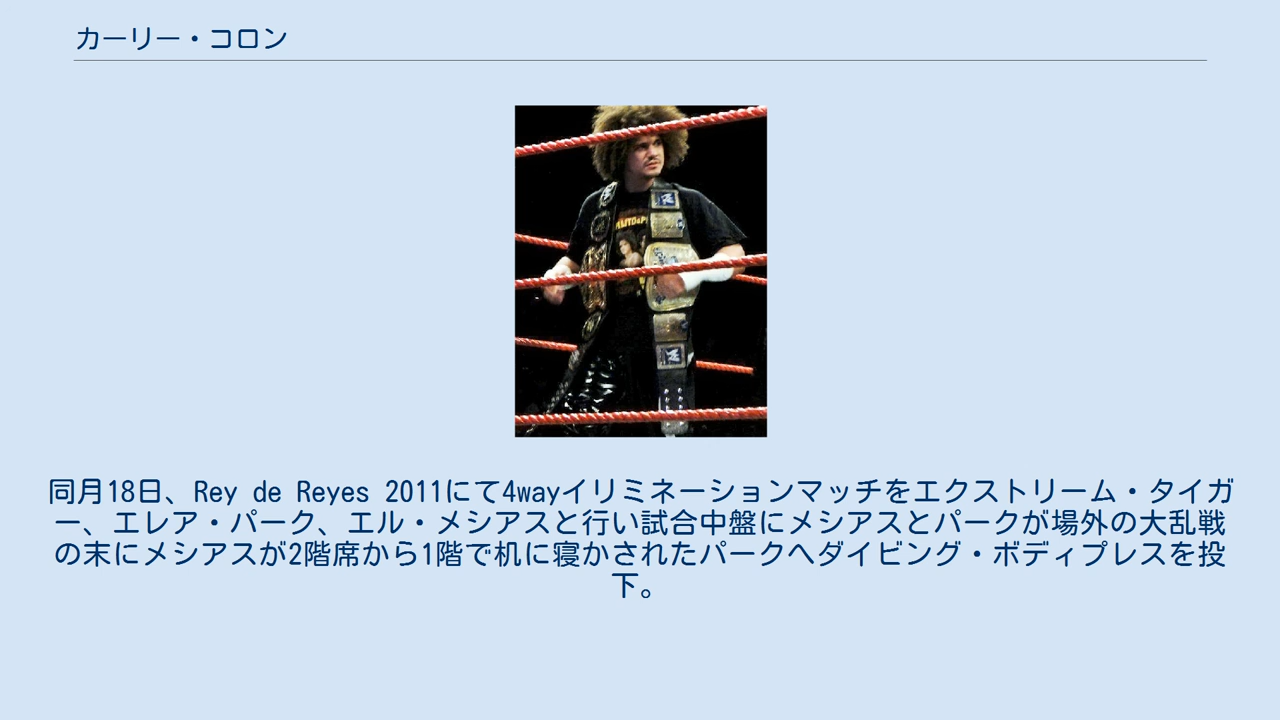 カーリー・コロン
同月18日、Rey de Reyes 2011にて4wayイリミネーションマッチをエクストリーム・タイガ
ー、エレア・パーク、エル・メシアスと行い試合中盤にメシアスとパークが場外の大乱戦
の末にメシアスが2階席から1階で机に寝かされたパークへダイビング・ボディプレスを投
下。